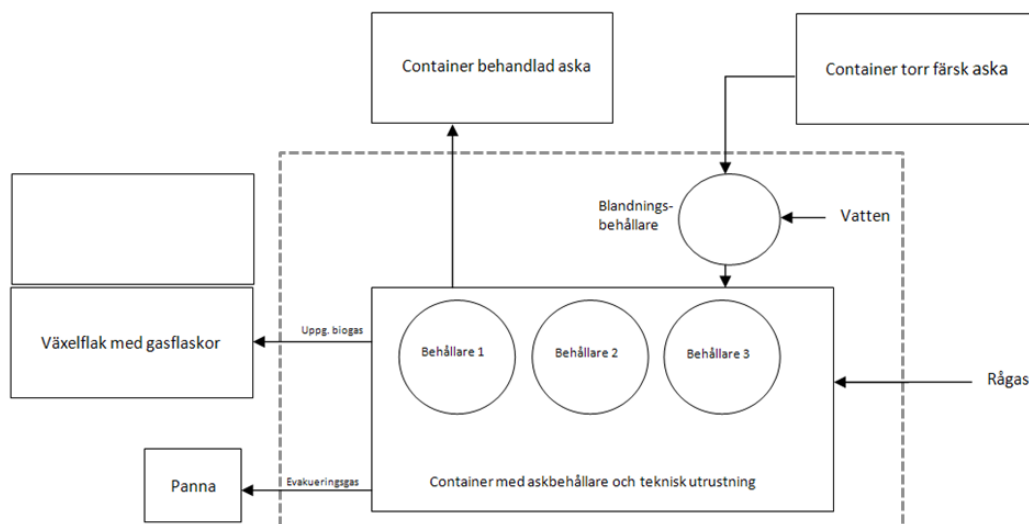 Container behandlad aska
Container torr färsk aska
Blandnings-
behållare
Vatten
Växelflak med gasflaskor
Uppg. biogas
Behållare 1
Behållare 2
Behållare 3
Rågas
Panna
Evakueringsgas
Container med askbehållare och teknisk utrustning